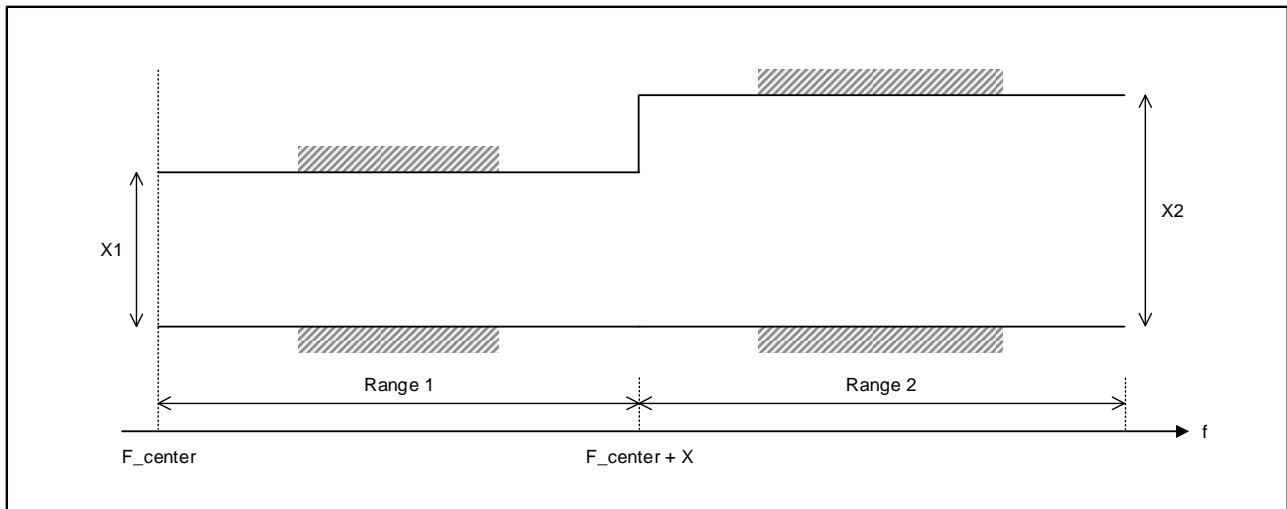 X1
X2
Range 1
Range 2
f
F_center
F_center + X